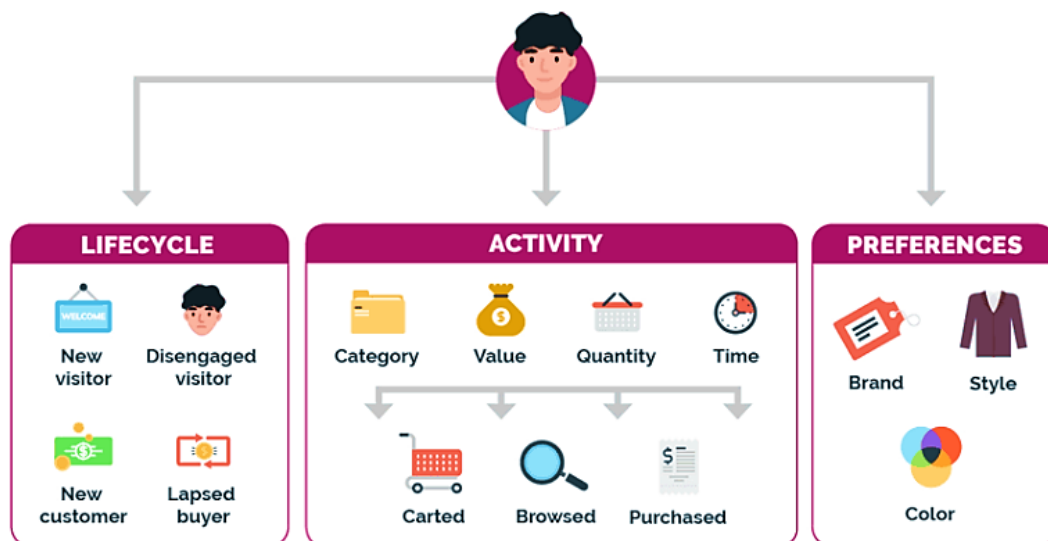 LIFECYCLE
WELCOME
New
visitor
Disengaged
visitor
New
customer
Lapsed
buyer
ACTIVITY
$
Category
Value
Quantity
Time
$
Carted
Browsed
Purchased
PREFERENCES
Brand
Style
Color